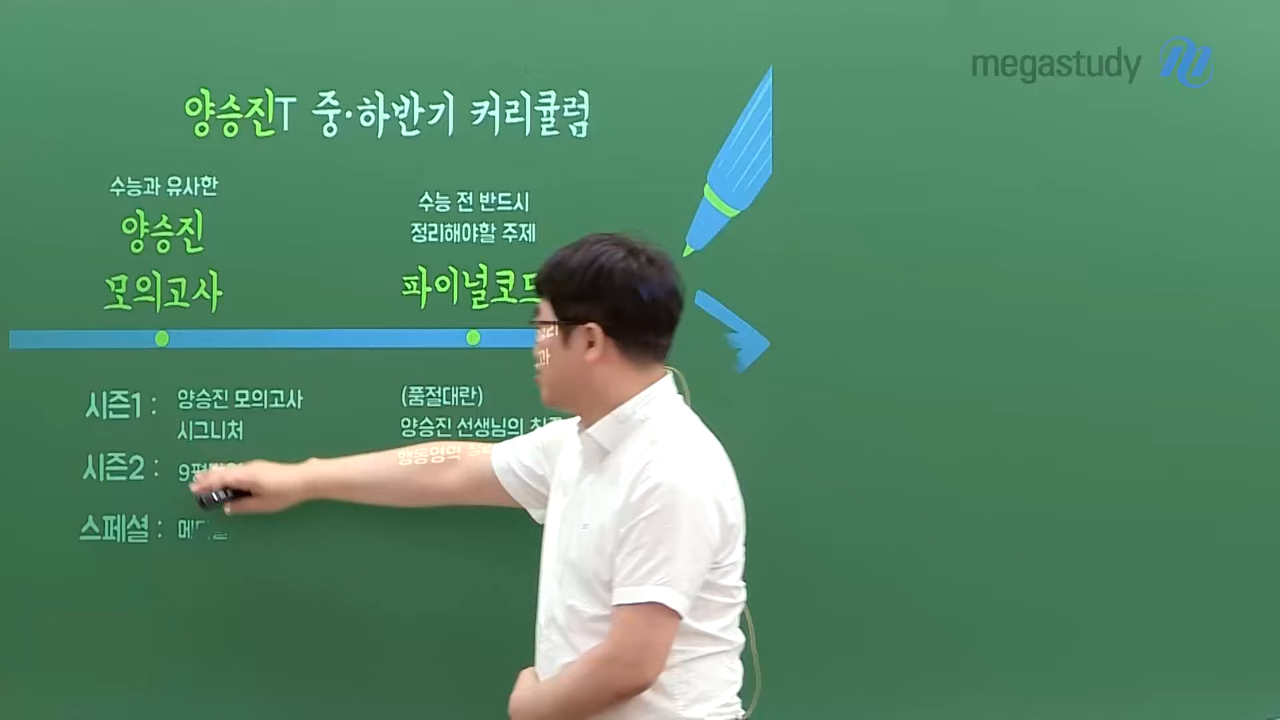 megastudy
양승진T 중·하반기 커리큘럼
수능과 유사한
양승진
모의고사
수능 전 반드시
정리해야할 주제
파이널코드
시즌1 : 양승진 모의고사
시그니처
시즌2 :
스페셜 :
(품절대란)
양승진 선생님의